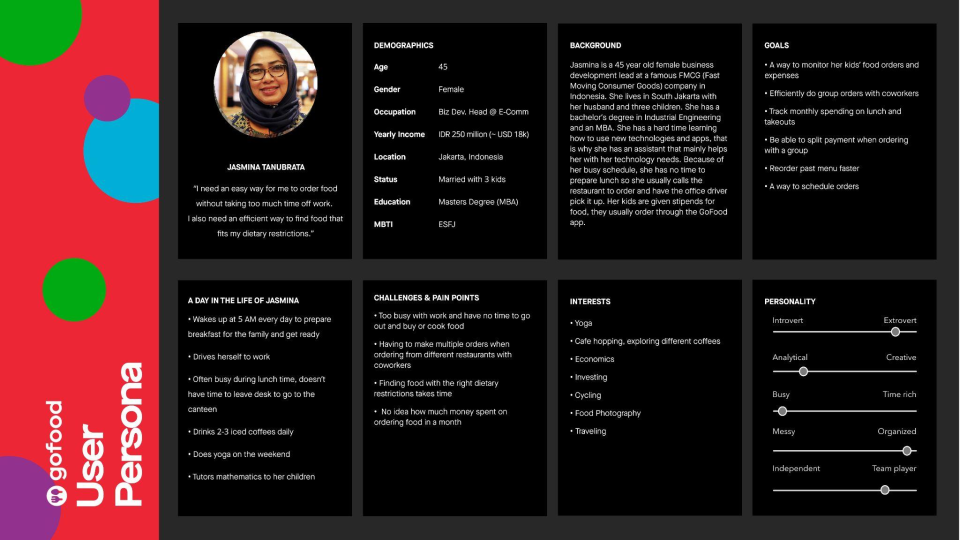 gofood
User
Persona
JASMINA TANUBRATA
“I need an easy way for me to order food
without taking too much time off work.
I also need an efficient way to find food that
fits my dietary restrictions.”
DEMOGRAPHICS
Age 45
Gender Female
Occupation Biz Dev. Head @ E-Comm
Yearly Income IDR 250 million (~ USD 18k)
Location Jakarta, Indonesia
Status Married with 3 kids
Education Masters Degree (MBA)
MBTI ESFJ
BACKGROUND
Jasmina is a 45 year old female business
development lead at a famous FMCG (Fast
Moving Consumer Goods) company in
Indonesia. She lives in South Jakarta with
her husband and three children. She has a
bachelor's degree in Industrial Engineering
and an MBA. She has a hard time learning
how to use new technologies and apps, that
is why she has an assistant that mainly helps
her with her technology needs. Because of
her busy schedule, she has no time to
prepare lunch so she usually calls the
restaurant to order and have the office driver
pick it up. Her kids are given stipends for
food, they usually order through the GoFood
app.
GOALS
• A way to monitor her kids' food orders and
expenses
• Efficiently do group orders with coworkers
• Track monthly spending on lunch and
takeouts
• Be able to split payment when ordering
with a group
• Reorder past menu faster
• A way to schedule orders
A DAY IN THE LIFE OF JASMINA
• Wakes up at 5 AM every day to prepare
breakfast for the family and get ready
• Drives herself to work
• Often busy during lunch time, doesn't
have time to leave desk to go to the
canteen
• Drinks 2-3 iced coffees daily
• Does yoga on the weekend
• Tutors mathematics to her children
CHALLENGES & PAIN POINTS
• Too busy with work and have no time to go
out and buy or cook food
• Having to make multiple orders when
ordering from different restaurants with
coworkers
• Finding food with the right dietary
restrictions takes time
• No idea how much money spent on
ordering food in a month
INTERESTS
• Yoga
• Cafe hopping, exploring different coffees
• Economics
• Investing
• Cycling
• Food Photography
• Traveling
PERSONALITY
Introvert Extrovert
Analytical Creative
Busy Time rich
Messy Organized
Independent Team player